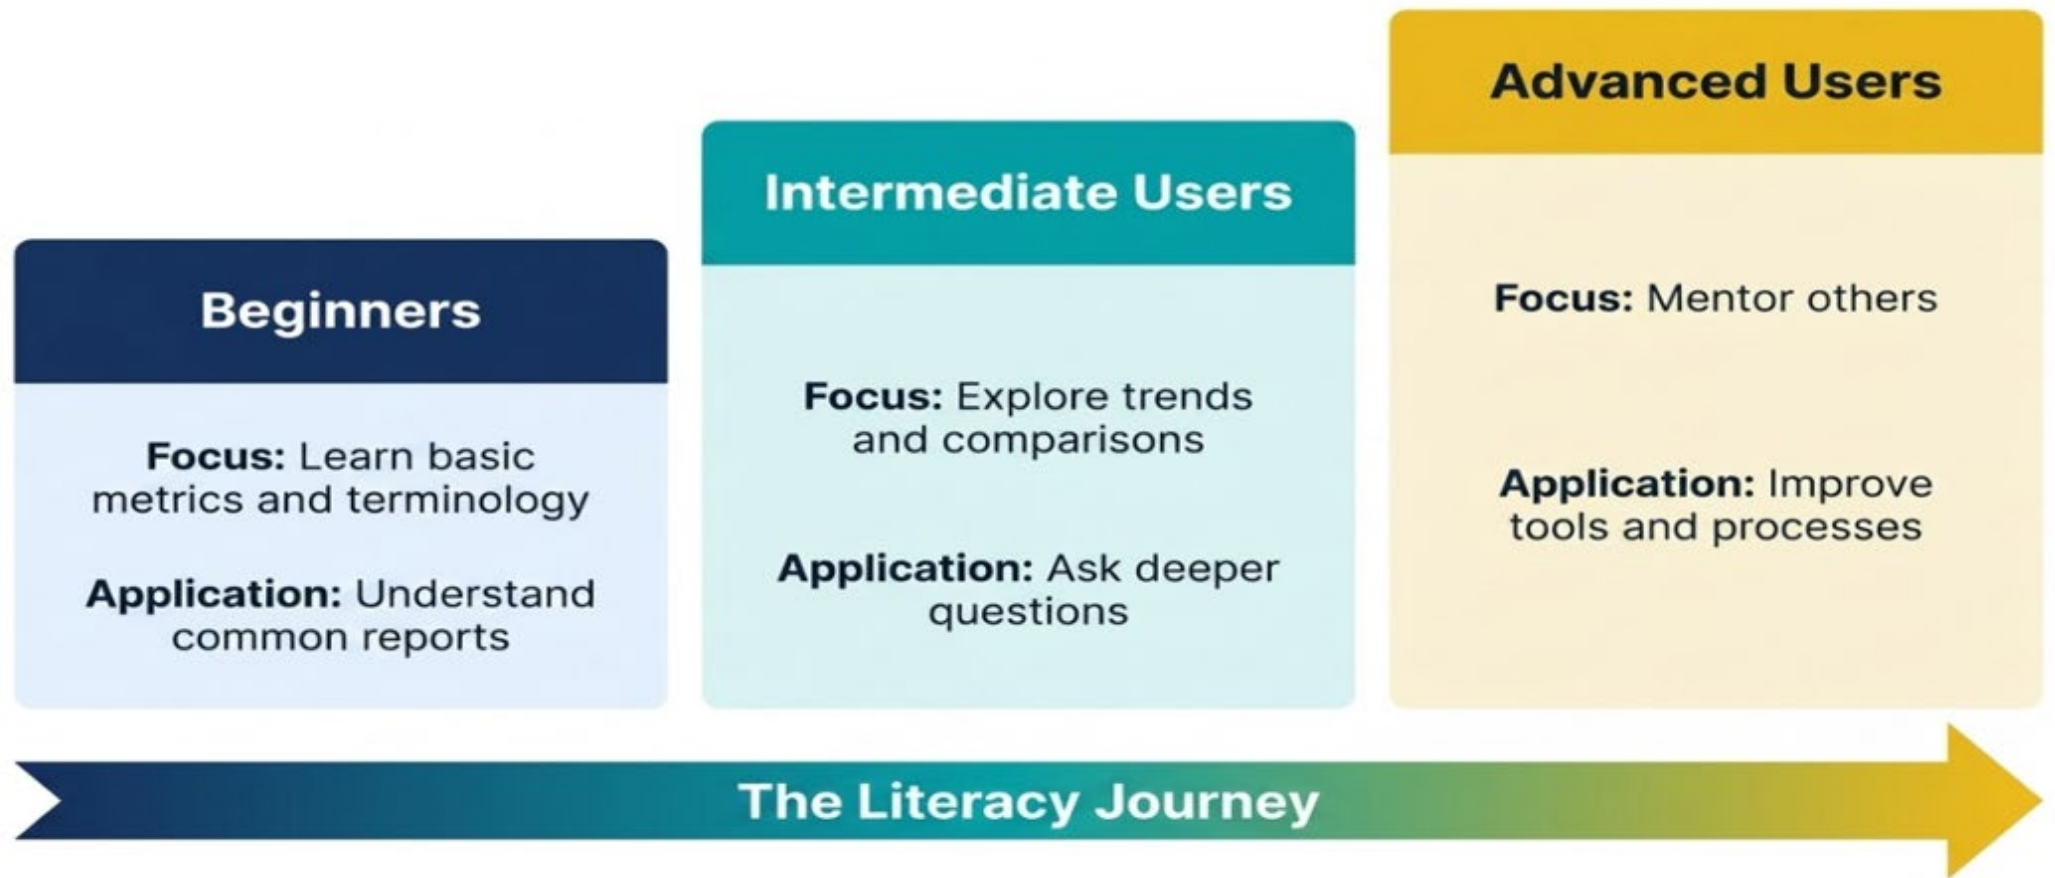 Beginners
Focus: Learn basic
metrics and terminology
Application: Understand
common reports
Intermediate Users
Focus: Explore trends
and comparisons
Application: Ask deeper
questions
Advanced Users
Focus: Mentor others
Application: Improve
tools and processes
The Literacy Journey